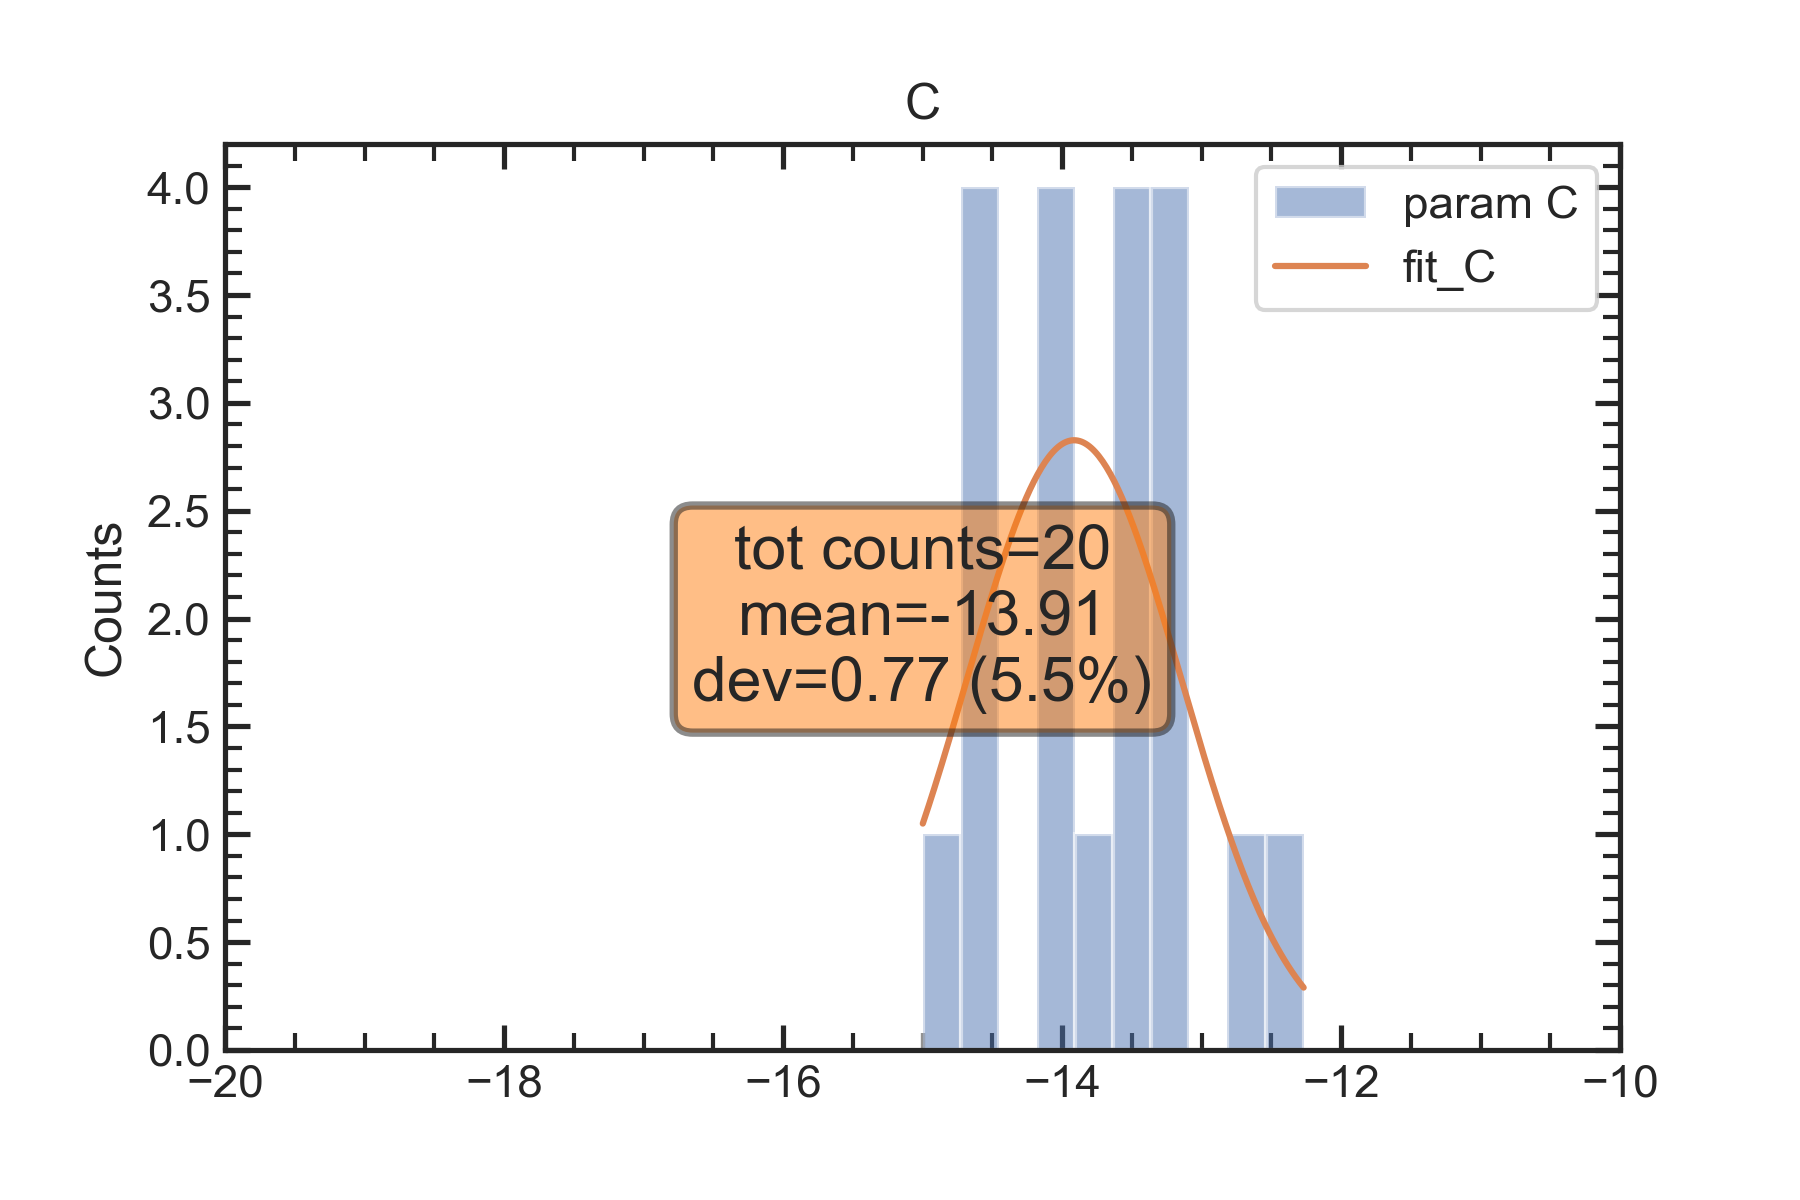 C
param C
fit_C
4.0
3.5
3.0
2.5
2.0
1.5
1.0
0.5
0.0
Counts
tot counts=20
mean=-13.91
dev=0.77 (5.5%)
−20
−18
−16
−14
−12
−10